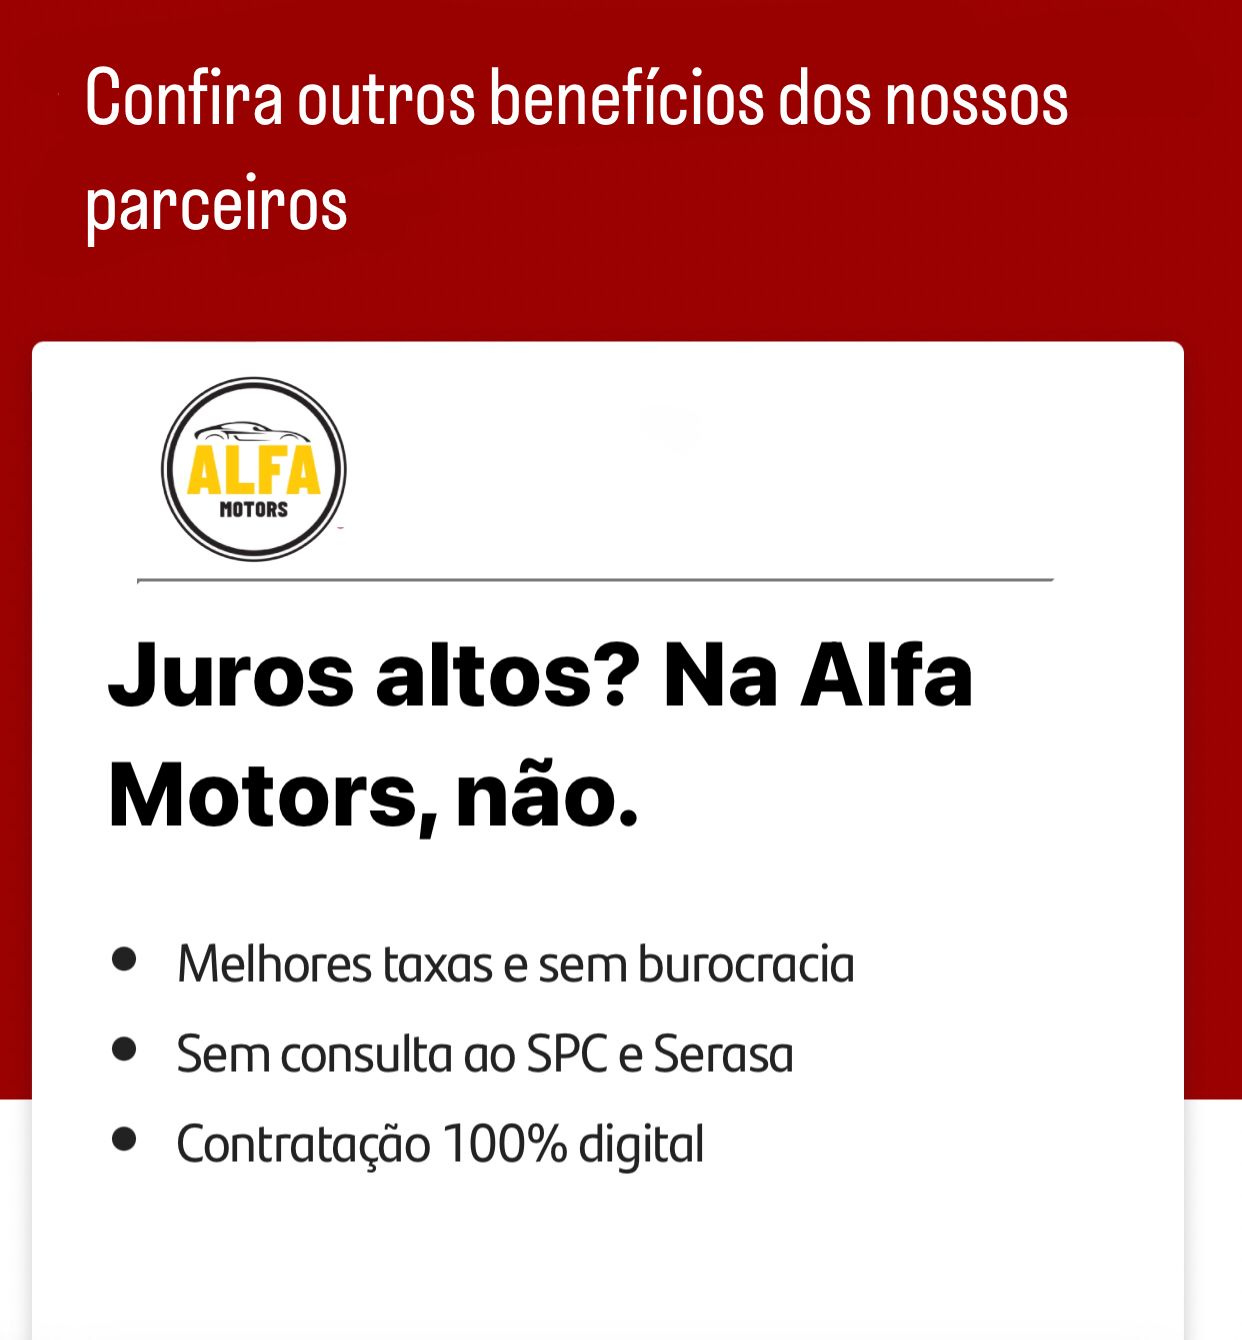 Confira outros benefícios dos nossos
parceiros
ALFA
MOTORS
Juros altos? Na Alfa
Motors, não.
• Melhores taxas e sem burocracia
• Sem consulta ao SPC e Serasa
• Contratação 100% digital